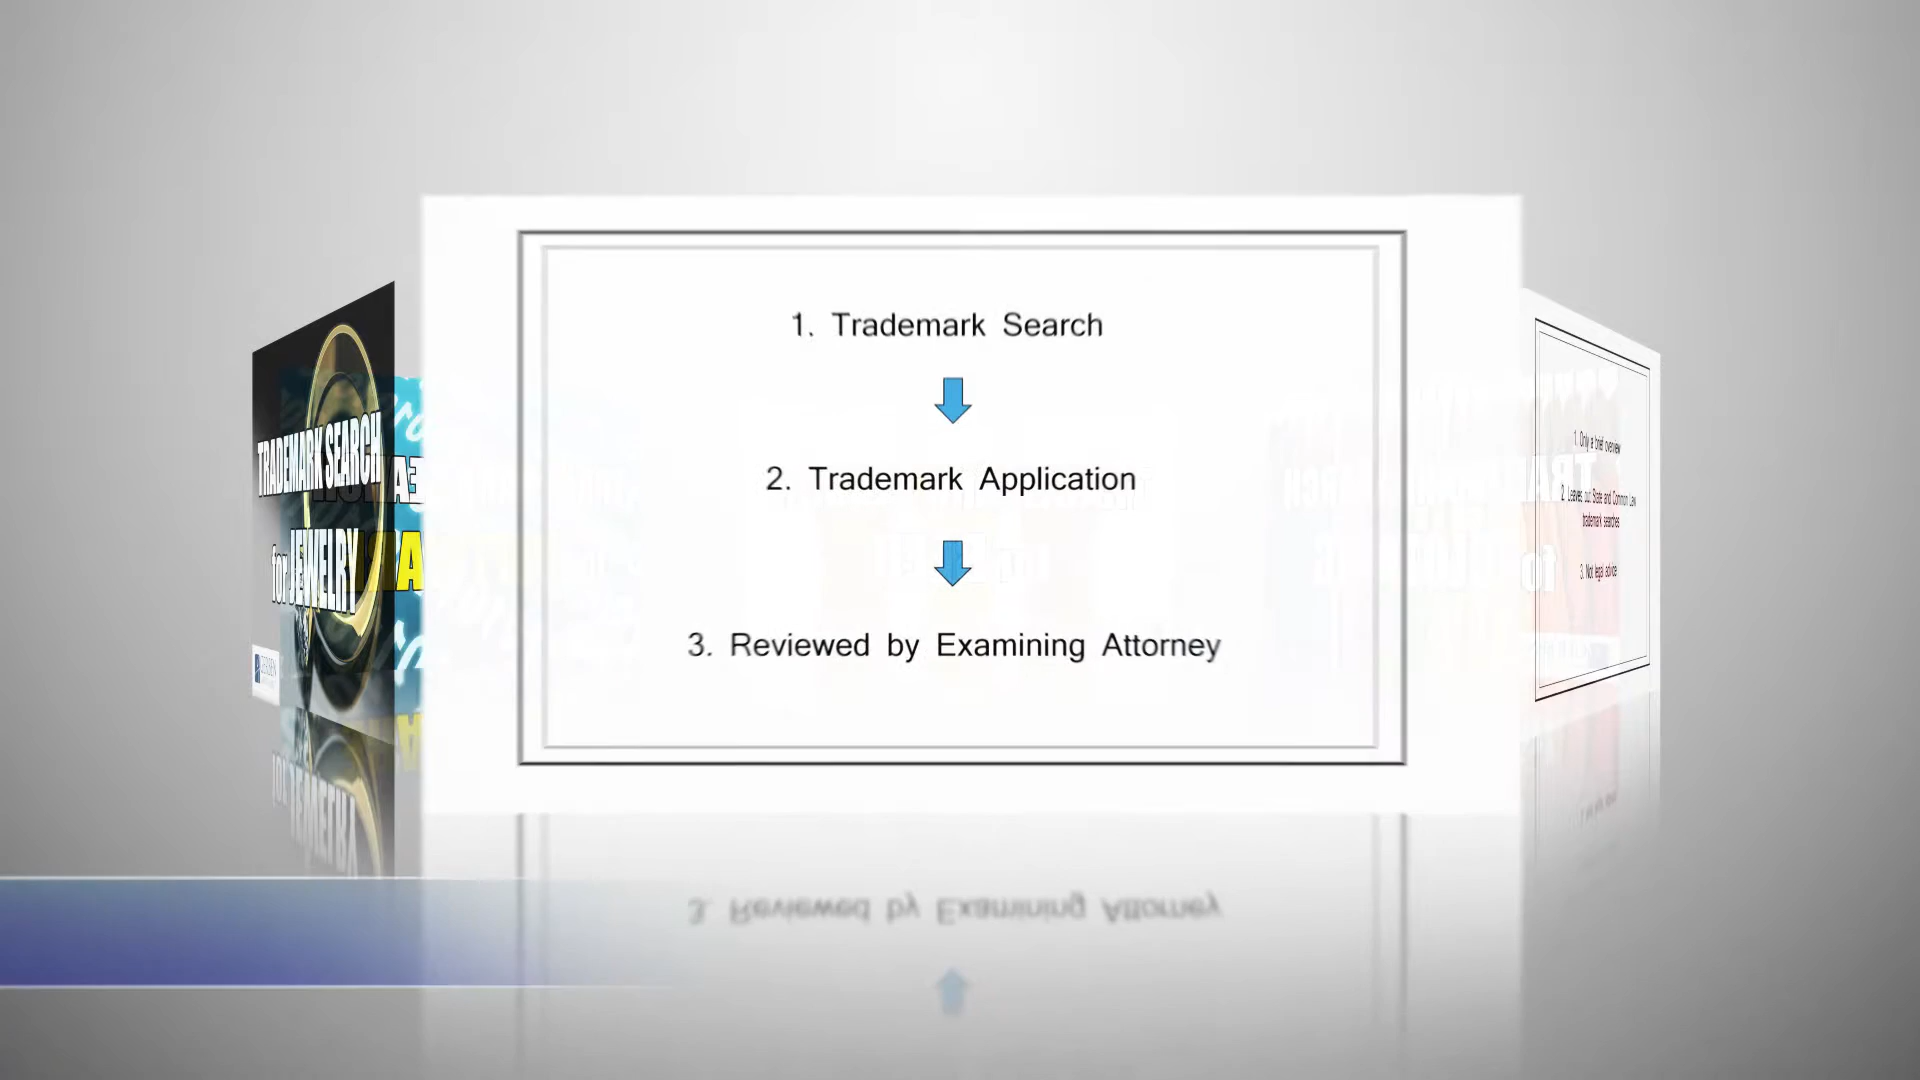 1. Trademark Search
2. Trademark Application
3. Reviewed by Examining Attorney
TRADEMARK SEARCH
for JEWELRY
1. Only a brief overview
2. Leaves out State and Common Law
trademark searches
3. Not legal advice